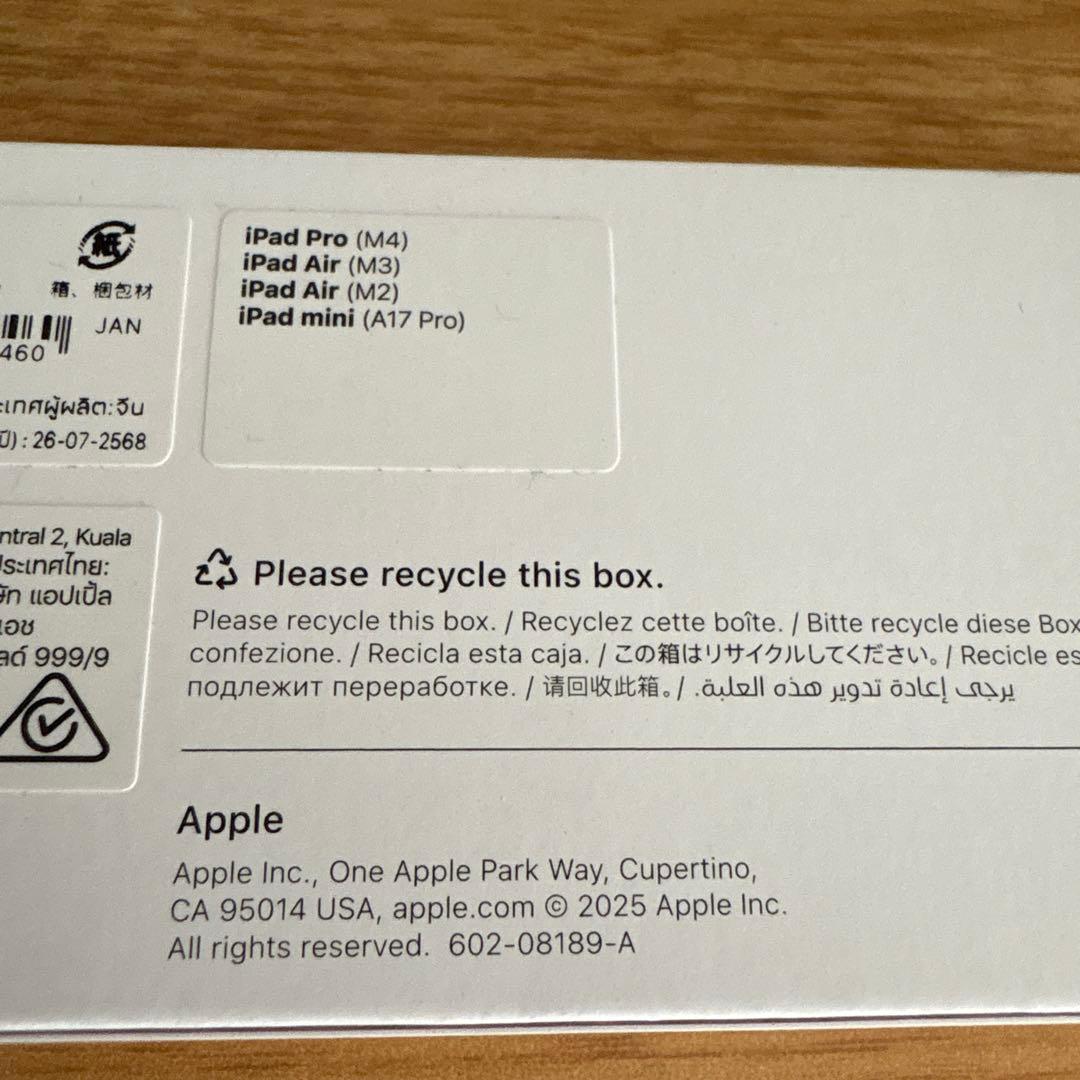 紙
箱、梱包材
JAN
460
ระเทศผู้ผลิต:จีน
ปี) : 26-07-2568
iPad Pro (M4)
iPad Air (M3)
iPad Air (M2)
iPad mini (A17 Pro)
ntral 2, Kuala
ประเทศไทย:
ษัท แอปเปิ้ล
เอช
ลด์ 999/9
Please recycle this box.
Please recycle this box. / Recyclez cette boîte. / Bitte recycle diese Box
confezione. / Recicla esta caja. / この箱はリサイクルしてください。/ Recicle es
подлежит переработке. / 请回收此箱。/ يرجى إعادة تدوير هذه العلبة.
Apple
Apple Inc., One Apple Park Way, Cupertino,
CA 95014 USA, apple.com © 2025 Apple Inc.
All rights reserved. 602-08189-A